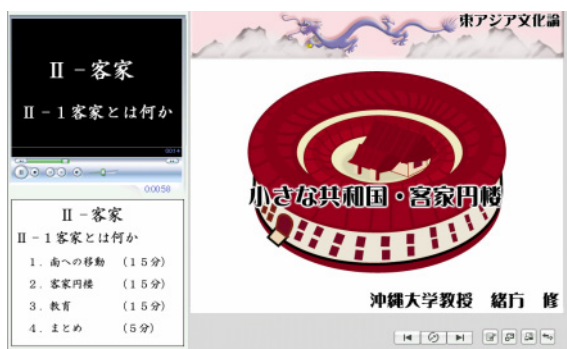 Ⅱ－客家
Ⅱ－１客家とは何か
00:14
0:00:58
Ⅱ－客家
Ⅱ－１客家とは何か
１．南への移動　（１５分）
２．客家円楼　（１５分）
３．教育　（１５分）
４．まとめ　（５分）
東アジア文化論
小さな共和国・客家円楼
沖縄大学教授　緒方　修